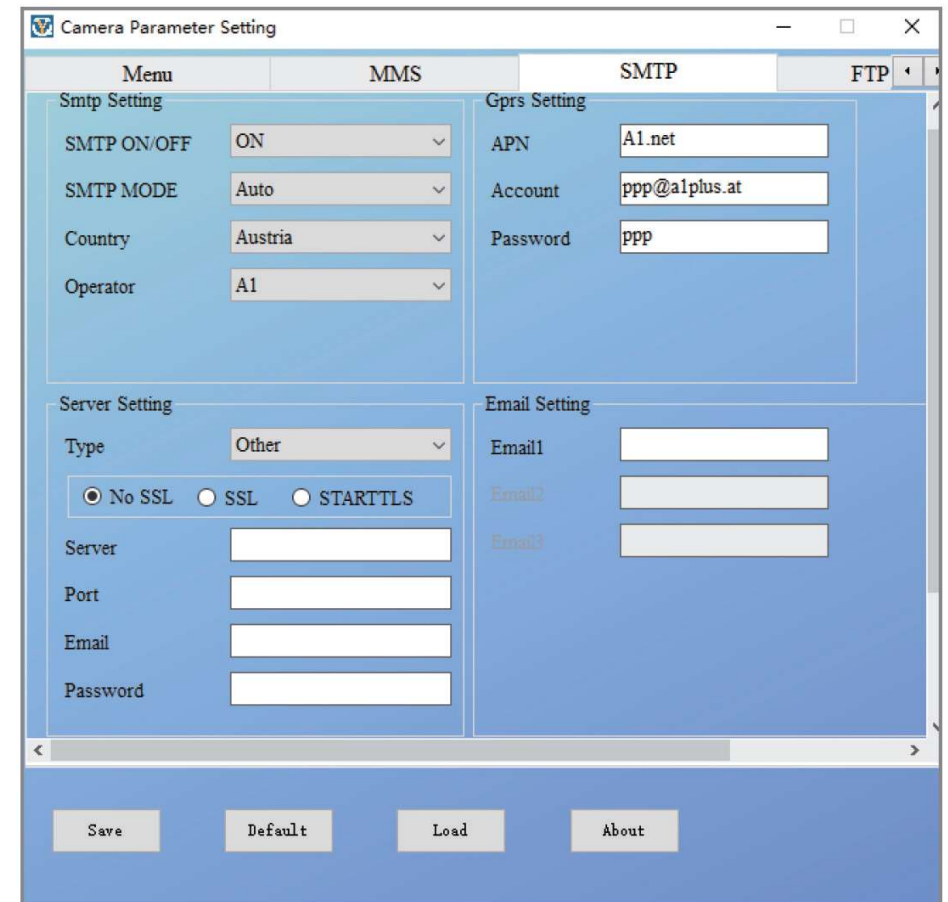 Camera Parameter Setting
Menu
MMS
SMTP
FTP
Smtp Setting
SMTP ON/OFF
ON
SMTP MODE
Auto
Country
Austria
Operator
A1
Gprs Setting
APN
A1.net
Account
ppp@a1plus.at
Password
ppp
Server Setting
Type
Other
No SSL
SSL
STARTTLS
Server
Port
Email
Password
Email Setting
Email1
Email2
Email3
Save
Default
Load
About